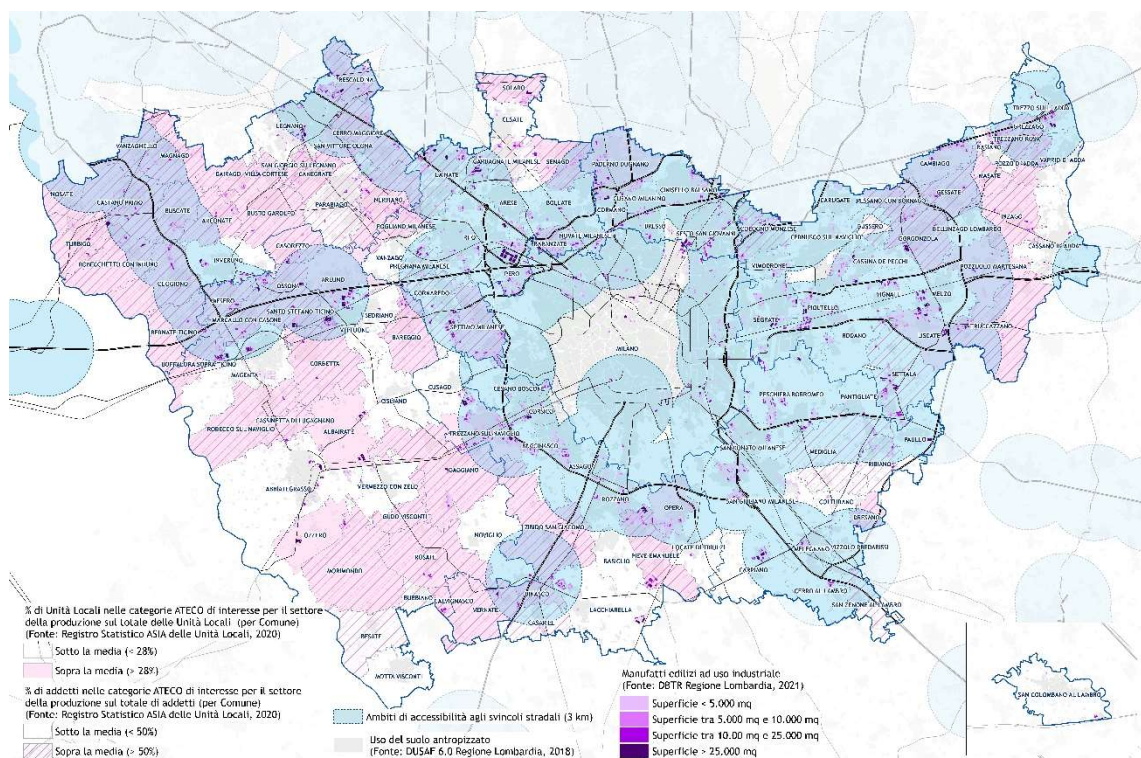 RESCALDINA
SOLARO
CESATE
LEGNANO
CERRO MAGGIORE
SAN VITTORE OLONA
TREZZO SULL'ADDA
GREZZAGO
TREZZANO ROSA
BASIANO
POZZO D'ADDA
VAPRIO D'ADDA
MASATE
VANZAGHELLO
MAGNAGO
SAN GIORGIO SU LEGNANO
DAIRAGO
VILLA CORTESE
CANEGRATE
GARBAGNATE MILANESE
SENAGO
PADERNO DUGNANO
CAMBIAGO
LAINATE
NOSATE
CASTANO PRIMO
BUSCATE
ARCONATE
BUSTO GAROLFO
PARABIAGO
NERVIANO
ARESE
BOLLATE
CUSANO MILANINO
CINISELLO BALSAMO
CORMANO
GESSATE
CARUGATE
BUSSERO
BELLINZAGO LOMBARDO
INZAGO
POGLIANO MILANESE
RHO
BARANZATE
NOVATE MILANESE
BRESSO
SESTO SAN GIOVANNI
COLOGNO MONZESE
CERNUSCO SUL NAVIGLIO
GORGONZOLA
CASSANO D'ADDA
TURBIGO
ROBECCHETTO CON INDUNO
CASOREZZO
INVERUNO
VANZAGO
PREGNANA MILANESE
PERO
VIMODRONE
CASSINA DE PECCHI
POZZUOLO MARTESANA
CUGGIONO
OSSONA
ARLUNO
CORNAREDO
PIOLTELLO
VIGNATE
MELZO
MESERO
MARCALLO CON CASONE
SANTO STEFANO TICINO
SEDRIANO
VITTUONE
SETTIMO MILANESE
SEGRATE
TRUCCAZZANO
BERNATE TICINO
BAREGGIO
MILANO
RODANO
LISCATE
BOFFALORA SOPRA TICINO
CORBETTA
MAGENTA
CUSAGO
CESANO BOSCONE
SETTALA
CISLIANO
CORSICO
PESCHIERA BORROMEO
PANTIGLIATE
CASSINETTA DI LUGAGNANO
ROBECCO SUL NAVIGLIO
ALBAIRATE
TREZZANO SUL NAVIGLIO
BUCCINASCO
SAN DONATO MILANESE
MEDIGLIA
PAULLO
TRIBIANO
GAGGIANO
ASSAGO
ABBIATEGRASSO
VERMEZZO CON ZELO
ROZZANO
OPERA
SAN GIULIANO MILANESE
COLTURANO
DRESANO
GUDO VISCONTI
ZIBIDO SAN GIACOMO
NOVIGLIO
OZZERO
LOCATE DI TRIULZI
MELEGNANO
VIZZOLO PREDABISSI
ROSATE
PIEVE EMANUELE
BASIGLIO
CARPIANO
MORIMONDO
BINASCO
CERRO AL LAMBRO
BUBBIANO
CALVIGNASCO
VERNATE
LACCHIARELLA
SAN ZENONE AL LAMBRO
CASARILE
BESATE
MOTTA VISCONTI
SAN COLOMBANO AL LAMBRO
% di Unità Locali nelle categorie ATECO di interesse per il settore
della produzione sul totale delle Unità Locali (per Comune)
(Fonte: Registro Statistico ASIA delle Unità Locali, 2020)
Sotto la media (< 28%)
Sopra la media (> 28%)
% di addetti nelle categorie ATECO di interesse per il settore
della produzione sul totale di addetti (per Comune)
(Fonte: Registro Statistico ASIA delle Unità Locali, 2020)
Sotto la media (< 50%)
Sopra la media (> 50%)
Ambiti di accessibilità agli svincoli stradali (3 km)
Uso del suolo antropizzato
(Fonte: DUSAF 6.0 Regione Lombardia, 2018)
Manufatti edilizi ad uso industriale
(Fonte: DBTR Regione Lombardia, 2021)
Superficie < 5.000 mq
Superficie tra 5.000 mq e 10.000 mq
Superficie tra 10.00 mq e 25.000 mq
Superficie > 25.000 mq